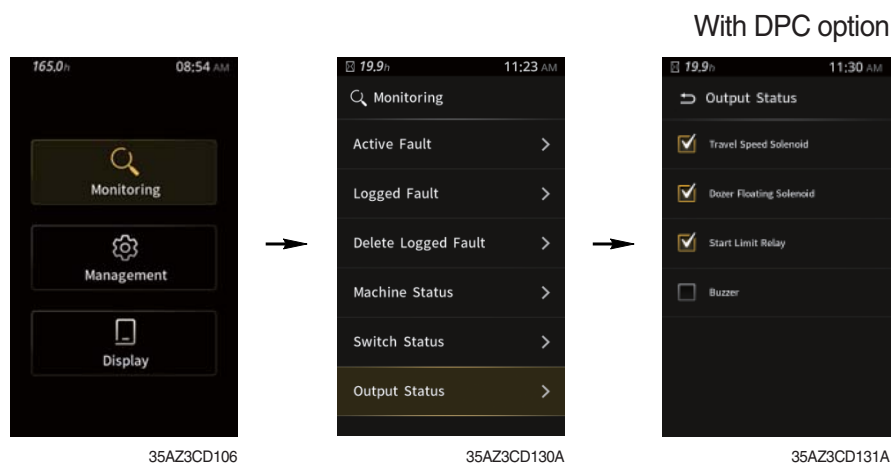 With DPC option
165.0h 08:54 AM
Monitoring
Management
Display
35AZ3CD106
19.9h 11:23 AM
Monitoring
Active Fault
Logged Fault
Delete Logged Fault
Machine Status
Switch Status
Output Status
35AZ3CD130A
19.9h 11:30 AM
Output Status
Travel Speed Solenoid
Dozer Floating Solenoid
Start Limit Relay
Buzzer
35AZ3CD131A